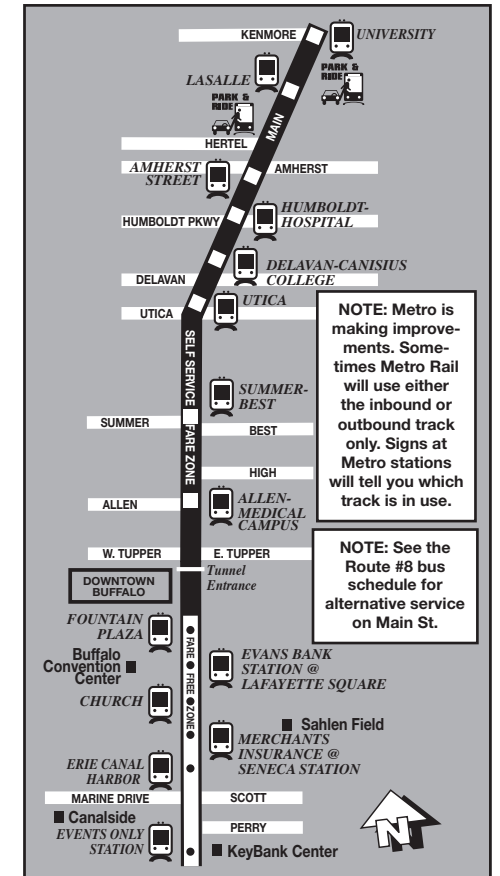 KENMORE
UNIVERSITY
PARK &
RIDE
LASALLE
PARK &
RIDE
MAIN
HERTEL
AMHERST
STREET
AMHERST
HUMBOLDT PKWY
HUMBOLDT-
HOSPITAL
DELAVAN
DELAVAN-CANISIUS
COLLEGE
UTICA
UTICA
NOTE: Metro is
making improve-
ments. Some-
times Metro Rail
will use either
the inbound or
outbound track
only. Signs at
Metro stations
will tell you which
track is in use.
SELF SERVICE
FARE ZONE
SUMMER-
BEST
SUMMER
BEST
HIGH
ALLEN
ALLEN-
MEDICAL
CAMPUS
W. TUPPER
E. TUPPER
Tunnel
Entrance
NOTE: See the
Route #8 bus
schedule for
alternative service
on Main St.
DOWNTOWN
BUFFALO
FOUNTAIN
PLAZA
FARE FREE ZONE
Buffalo
Convention
Center
EVANS BANK
STATION @
LAFAYETTE SQUARE
CHURCH
Sahlen Field
MERCHANTS
INSURANCE @
SENECA STATION
ERIE CANAL
HARBOR
MARINE DRIVE
SCOTT
Canalside
PERRY
EVENTS ONLY
STATION
KeyBank Center
N